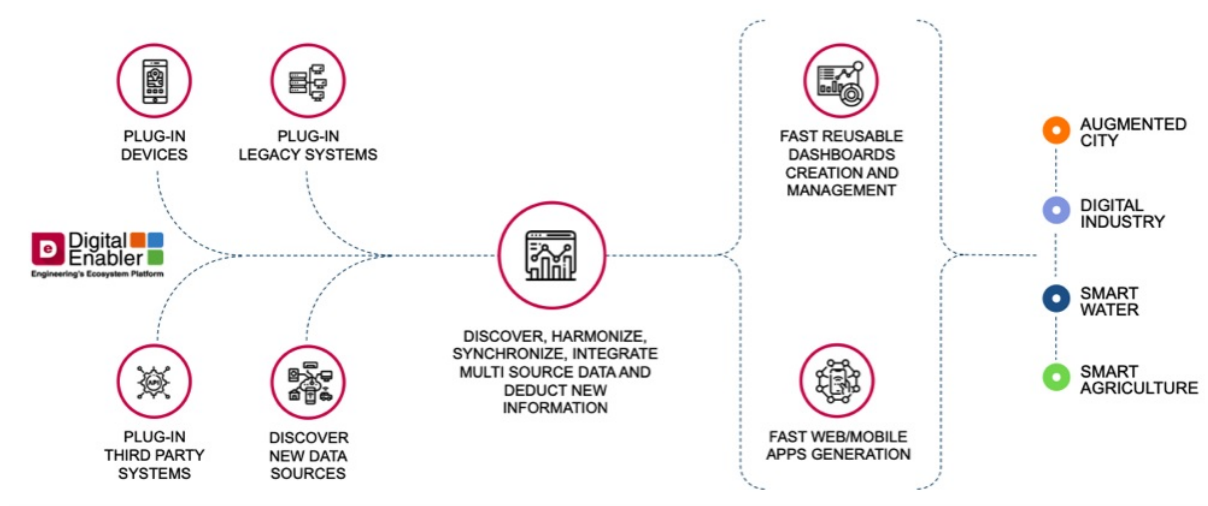 PLUG-IN
DEVICES
PLUG-IN
LEGACY SYSTEMS
e
Digital
Enabler
Engineering's Ecosystem Platform
API
PLUG-IN
THIRD PARTY
SYSTEMS
DISCOVER
NEW DATA
SOURCES
DISCOVER, HARMONIZE,
SYNCHRONIZE, INTEGRATE
MULTI SOURCE DATA AND
DEDUCT NEW
INFORMATION
FAST REUSABLE
DASHBOARDS
CREATION AND
MANAGEMENT
FAST WEB/MOBILE
APPS GENERATION
AUGMENTED
CITY
DIGITAL
INDUSTRY
SMART
WATER
SMART
AGRICULTURE